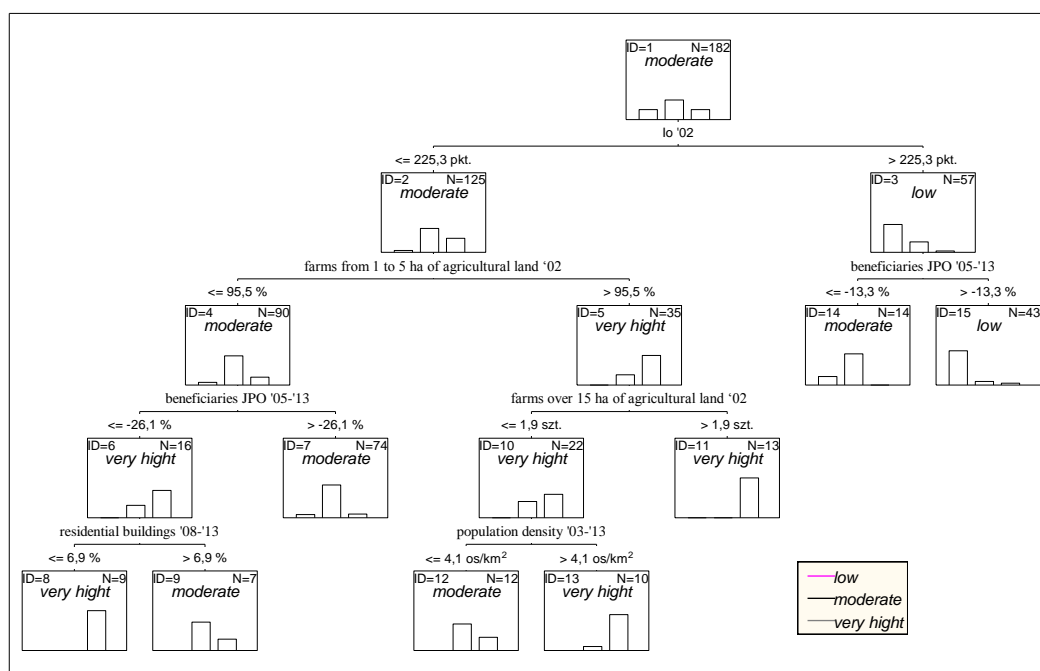 ID=1 N=182
moderate
lo '02
<= 225,3 pkt.
> 225,3 pkt.
ID=2 N=125
moderate
ID=3 N=57
low
farms from 1 to 5 ha of agricultural land ‘02
beneficiaries JPO '05-'13
<= 95,5 %
> 95,5 %
<= -13,3 %
> -13,3 %
ID=4 N=90
moderate
ID=5 N=35
very hight
ID=14 N=14
moderate
ID=15 N=43
low
beneficiaries JPO '05-'13
farms over 15 ha of agricultural land ‘02
<= -26,1 %
> -26,1 %
<= 1,9 szt.
> 1,9 szt.
ID=6 N=16
very hight
ID=7 N=74
moderate
ID=10 N=22
very hight
ID=11 N=13
very hight
residential buildings '08-'13
population density '03-'13
<= 6,9 %
> 6,9 %
<= 4,1 os/km²
> 4,1 os/km²
ID=8 N=9
very hight
ID=9 N=7
moderate
ID=12 N=12
moderate
ID=13 N=10
very hight
low
moderate
very hight